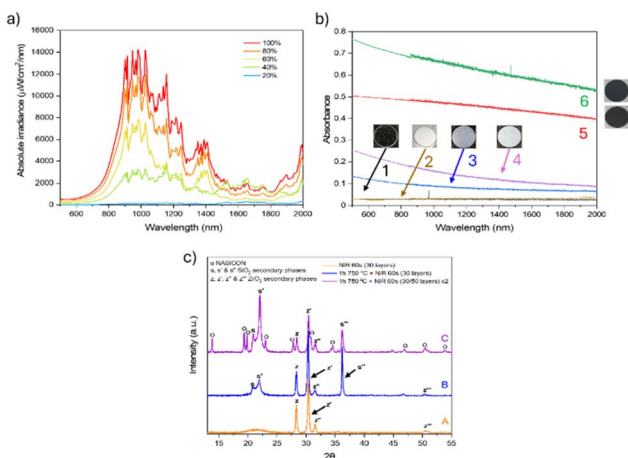 a)
Absolute irradiance (µW/cm²/nm)
16000
14000
12000
10000
8000
6000
4000
2000
0
100%
80%
60%
40%
20%
600 800 1000 1200 1400 1600 1800 2000
Wavelength (nm)
b)
Absorbance
0.8
0.7
0.6
0.5
0.4
0.3
0.2
0.1
0
6
5
1 2 3 4
800 1200 1600 2000
Wavelength (nm)
c)
Intensity (a.u.)
o NASICON
s, s' & s'' SiO₂ secondary phases
z, z', z'' & z''' ZrO₂ secondary phases
NIR 60s (30 layers)
1h 750 °C + NIR 60s (30 layers)
1h 750 °C + NIR 60s (30/50 layers) x2
C
B
A
15 20 25 30 35 40 45 50 55
2θ